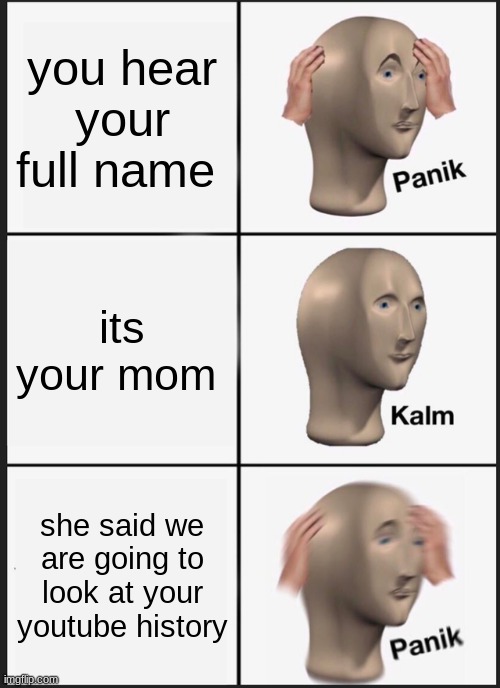 you hear
your
full name
Panik
its
your mom
Kalm
she said we
are going to
look at your
youtube history
Panik
imgflip.com